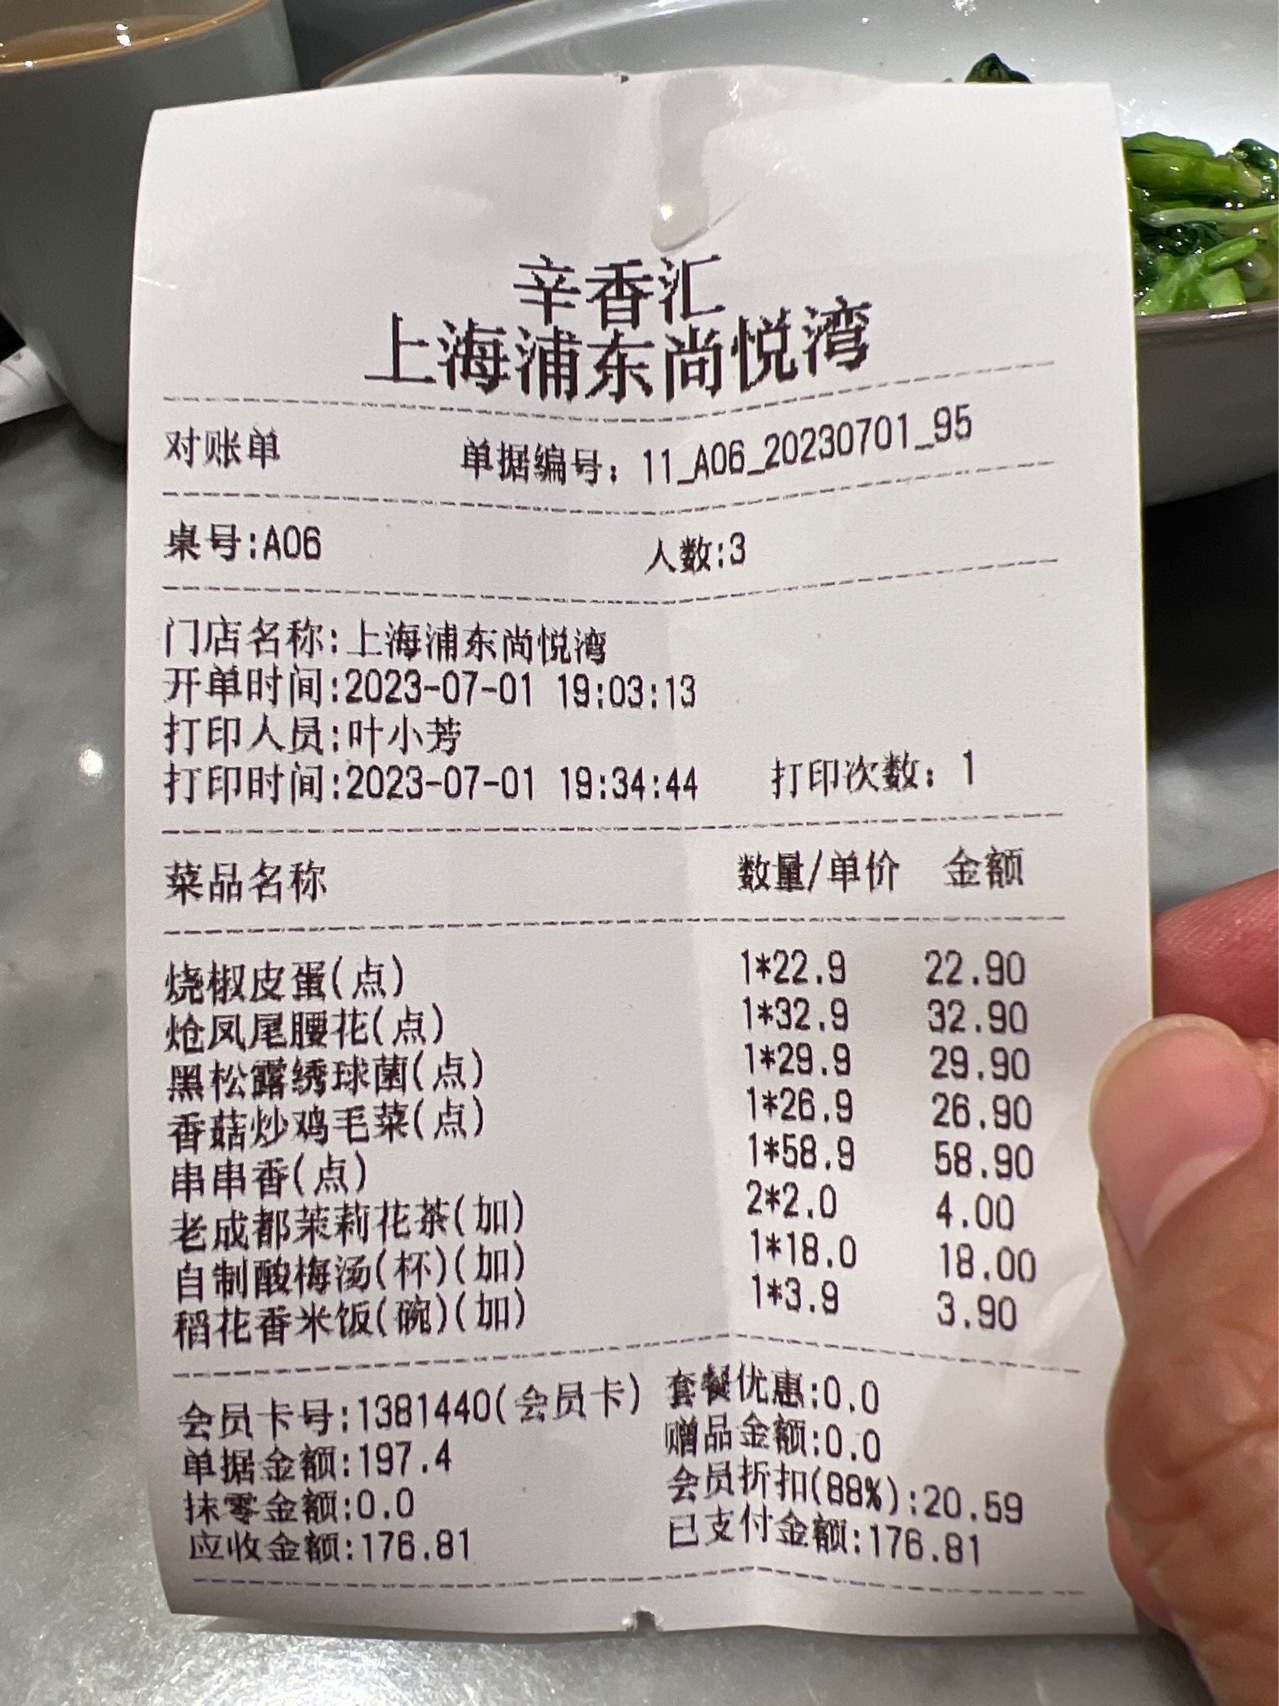 辛香汇
上海浦东尚悦湾
对账单 单据编号：11_A06_20230701_95
桌号:A06 人数:3
门店名称:上海浦东尚悦湾
开单时间:2023-07-01 19:03:13
打印人员:叶小芳
打印时间:2023-07-01 19:34:44 打印次数：1
菜品名称 数量/单价 金额
烧椒皮蛋(点) 1*22.9 22.90
炝凤尾腰花(点) 1*32.9 32.90
黑松露绣球菌(点) 1*29.9 29.90
香菇炒鸡毛菜(点) 1*26.9 26.90
串串香(点) 1*58.9 58.90
老成都茉莉花茶(加) 2*2.0 4.00
自制酸梅汤(杯)(加) 1*18.0 18.00
稻花香米饭(碗)(加) 1*3.9 3.90
会员卡号:1381440(会员卡) 套餐优惠:0.0
单据金额:197.4 赠品金额:0.0
抹零金额:0.0 会员折扣(88%):20.59
应收金额:176.81 已支付金额:176.81